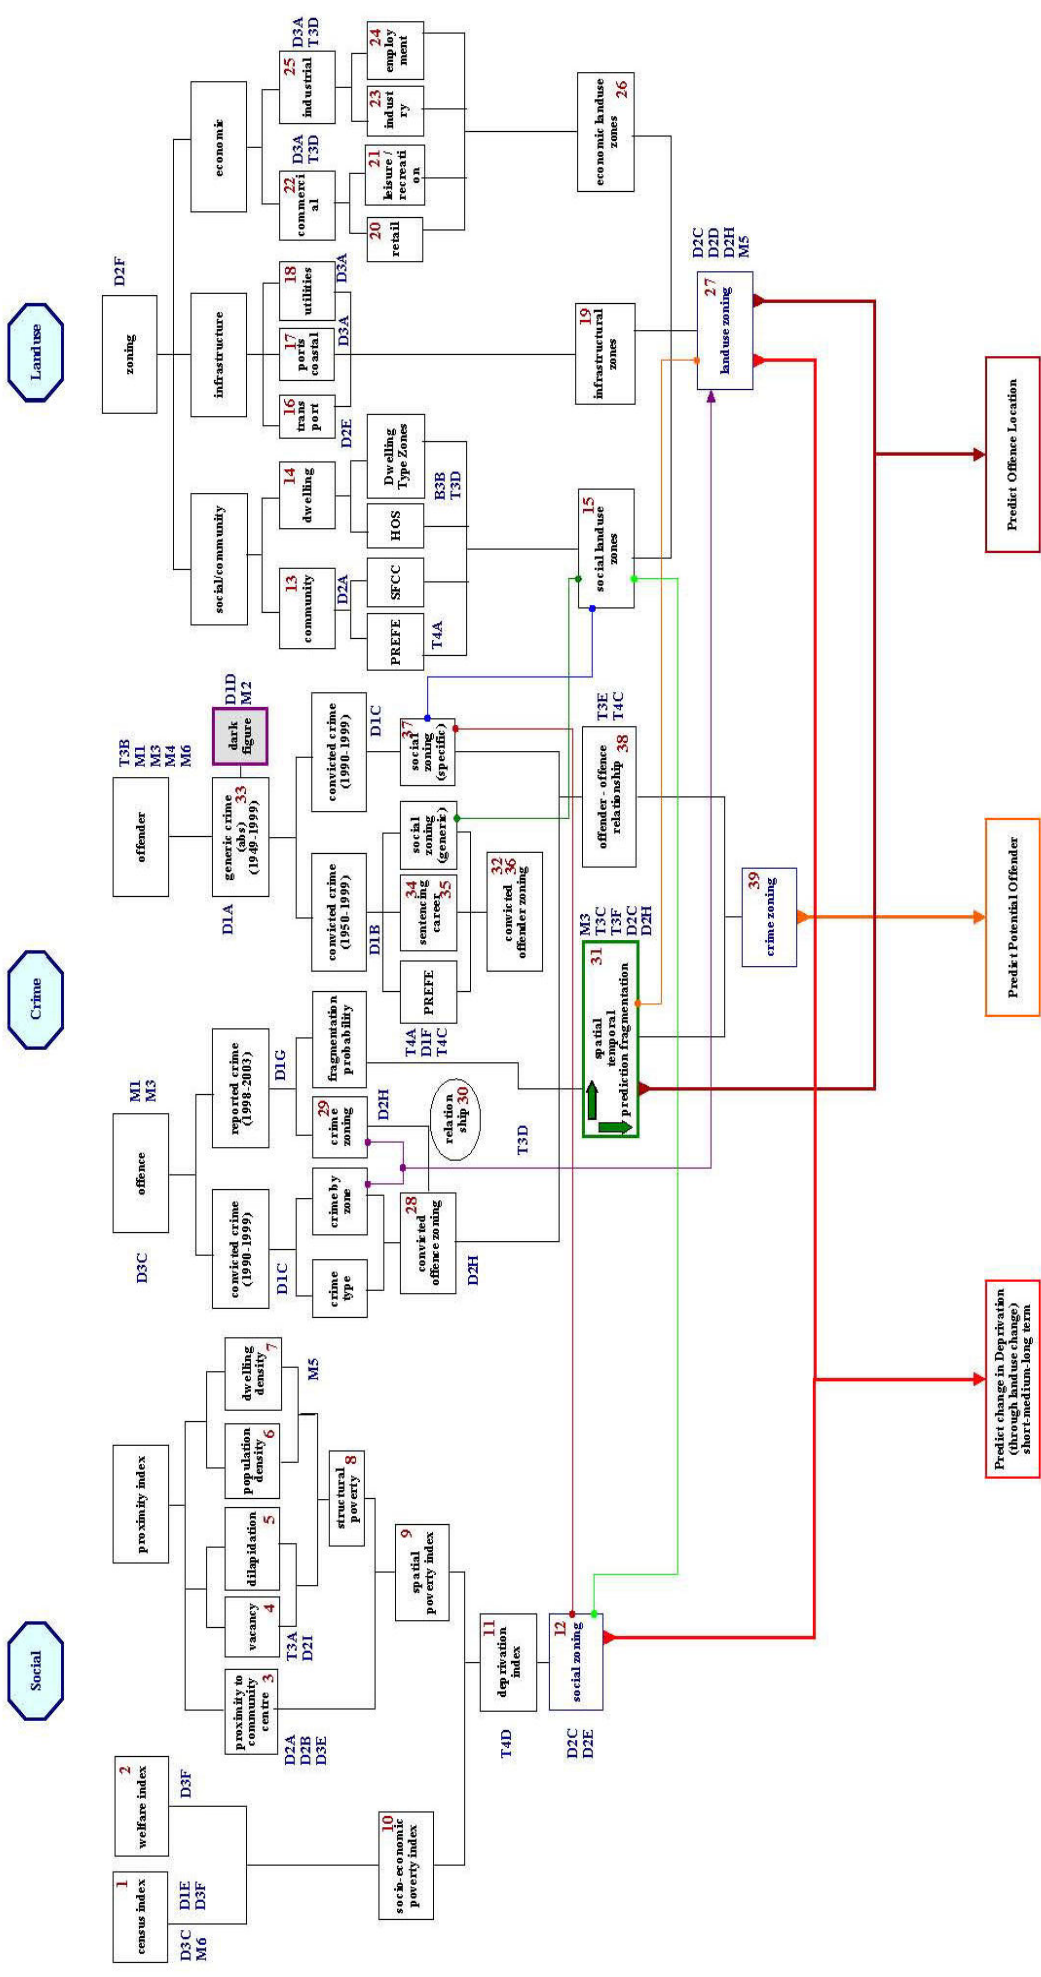 Social
Crime
Landuse
1
census index
D3C
M6
D1E
D3F
2
welfare index
D3F
10
socio-economic
poverty index
proximity index
proximity to
community
centre 3
D2A
D2B
D3E
vacancy
4
T3A
D2I
dilapidation
5
population
density 6
dwelling
density 7
M5
structural
poverty 8
9
spatial
poverty index
11
deprivation
index
T4D
12
social zoning
D2C
D2E
offence
M1
M3
D3C
convicted crime
(1990-1999)
D1C
reported crime
(1998-2003)
D1G
crime
type
crime by
zone
29
crime
zoning
D2H
fragmentation
probability
28
convicted
offence zoning
D2H
relation
ship 30
T3D
offender
T3B
M1
M3
M4
M6
generic crime
(abs) 33
(1949-1999)
D1A
dark
figure
D1D
M2
convicted crime
(1950-1999)
D1B
convicted crime
(1990-1999)
D1C
PREFE
T4A
D1F
T4C
34
sentencing
career
35
social
zoning
(generic)
37
social
zoning
(specific)
32
36
convicted
offender zoning
31
spatial
temporal
prediction fragmentation
M3
T3C
T3F
D2C
D2H
offender - offence
relationship 38
T3E
T4C
39
crime zoning
zoning
D2F
social/community
infrastructure
economic
13
community
D2A
14
dwelling
16
trans
port
D2E
17
ports
coastal
D3A
18
utilities
D3A
22
commerci
al
D3A
T3D
25
industrial
D3A
T3D
PREFE
T4A
SFCC
HOS
Dwelling
Type Zones
B3B
T3D
20
retail
21
leisure /
recreati
on
23
indust
ry
24
employ
ment
15
social landuse
zones
19
infrastructural
zones
economic landuse
zones 26
27
landuse zoning
D2C
D2D
D2H
M5
Predict change in Deprivation
(through landuse change)
short-medium-long term
Predict Potential Offender
Predict Offence Location